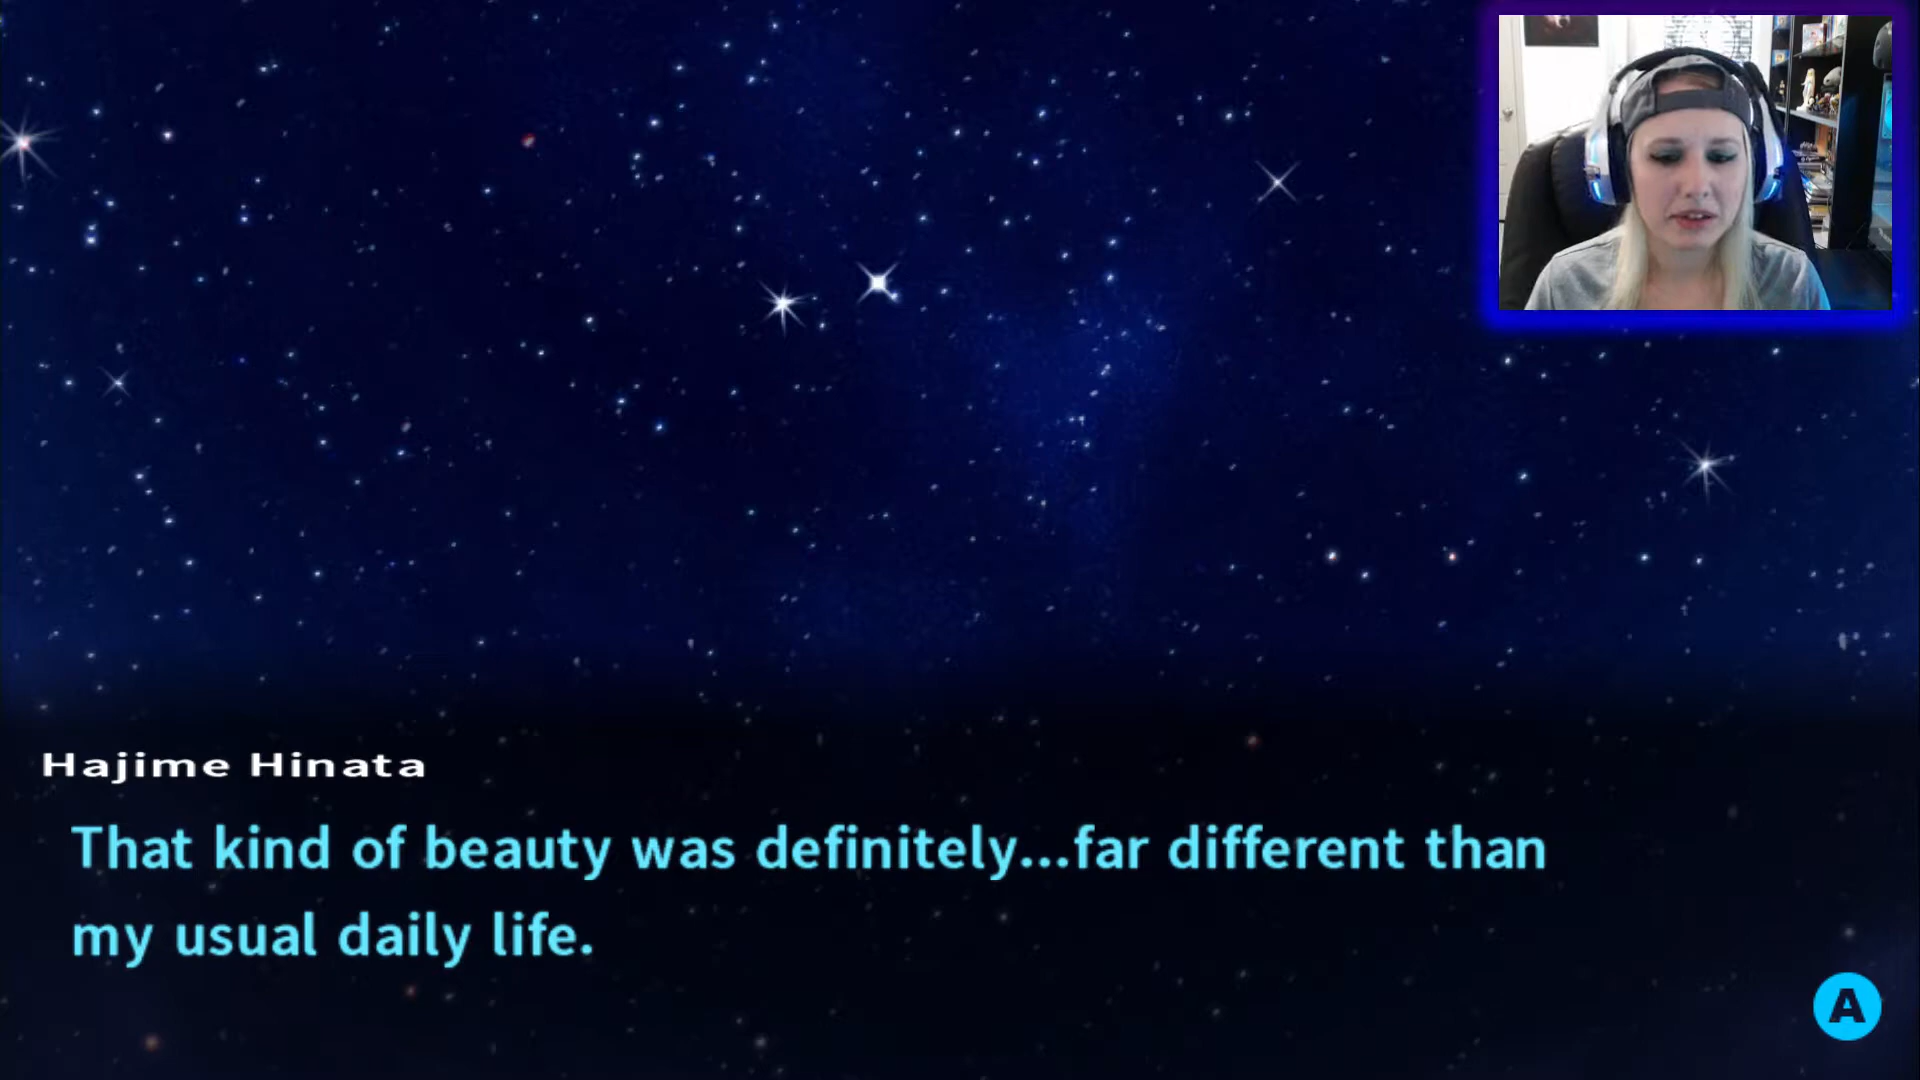 Hajime Hinata
That kind of beauty was definitely...far different than
my usual daily life.
A